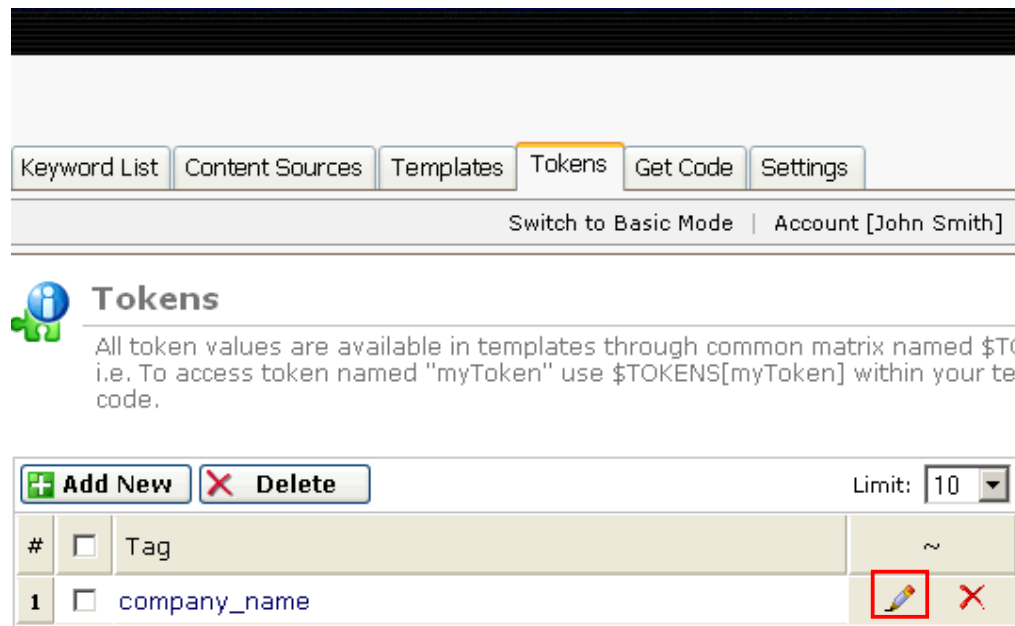 Keyword List Content Sources Templates Tokens Get Code Settings
Switch to Basic Mode | Account [John Smith]
Tokens
All token values are available in templates through common matrix named $TO
i.e. To access token named "myToken" use $TOKENS[myToken] within your te
code.
Add New Delete Limit: 10
# Tag ~
1 company_name